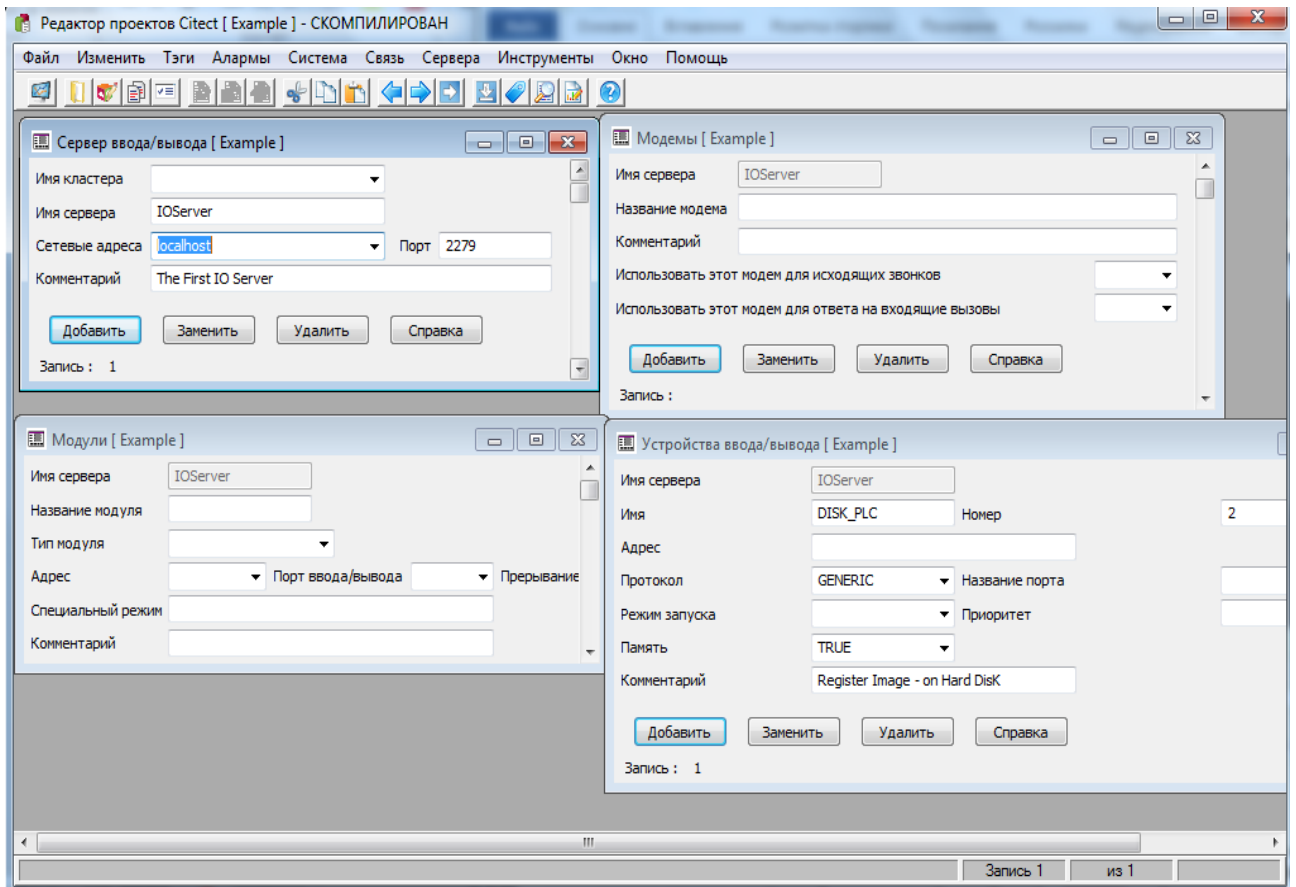 Редактор проектов Citect [ Example ] - СКОМПИЛИРОВАН
Файл Изменить Тэги Алармы Система Связь Сервера Инструменты Окно Помощь
Сервер ввода/вывода [ Example ]
Имя кластера
Имя сервера IOServer
Сетевые адреса localhost Порт 2279
Комментарий The First IO Server
Добавить Заменить Удалить Справка
Запись : 1
Модемы [ Example ]
Имя сервера IOServer
Название модема
Комментарий
Использовать этот модем для исходящих звонков
Использовать этот модем для ответа на входящие вызовы
Добавить Заменить Удалить Справка
Запись :
Модули [ Example ]
Имя сервера IOServer
Название модуля
Тип модуля
Адрес Порт ввода/вывода Прерывание
Специальный режим
Комментарий
Устройства ввода/вывода [ Example ]
Имя сервера IOServer
Имя DISK_PLC Номер 2
Адрес
Протокол GENERIC Название порта
Режим запуска Приоритет
Память TRUE
Комментарий Register Image - on Hard DisK
Добавить Заменить Удалить Справка
Запись : 1
Запись 1 из 1